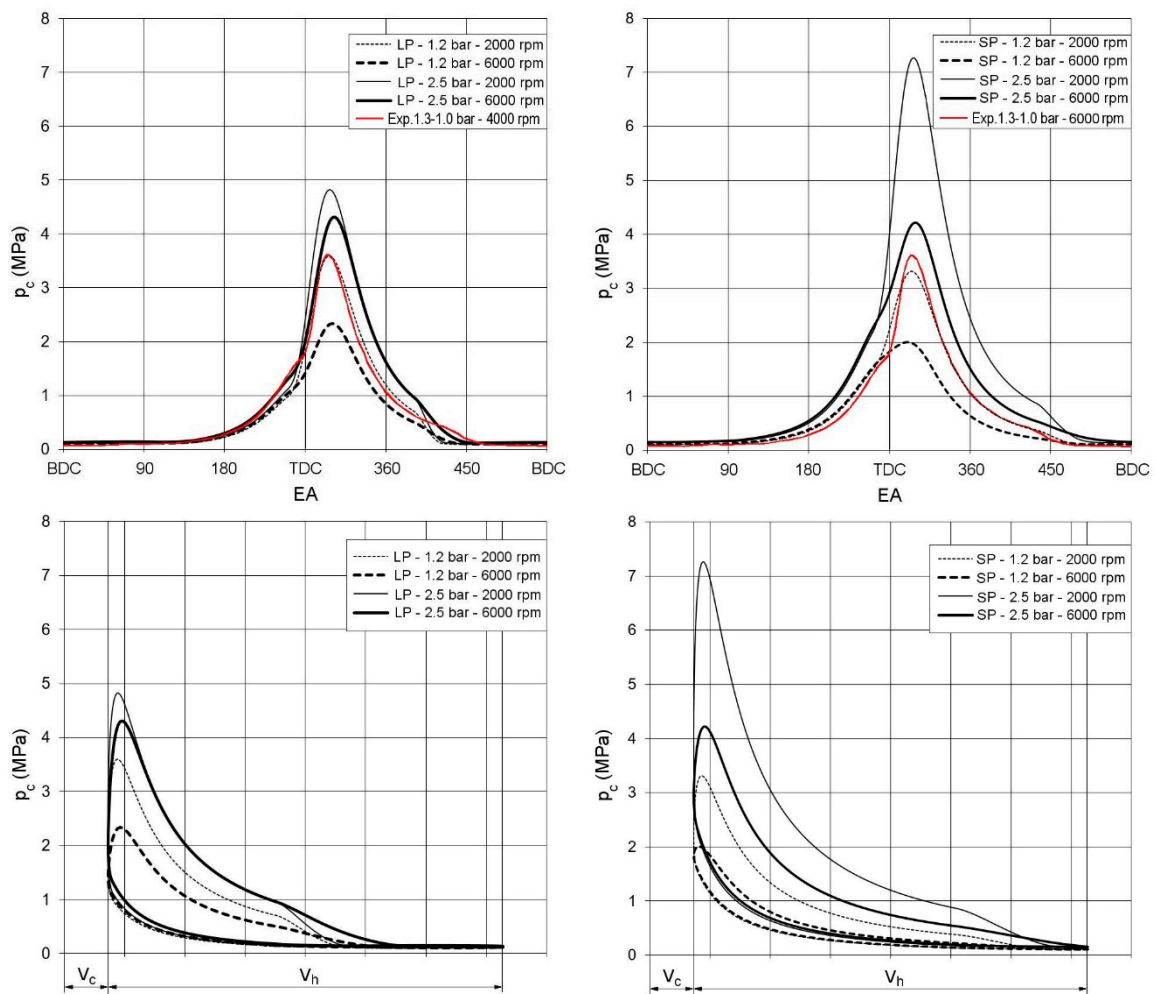 8
7
6
5
4
3
2
1
0
p_c (MPa)
LP - 1.2 bar - 2000 rpm
LP - 1.2 bar - 6000 rpm
LP - 2.5 bar - 2000 rpm
LP - 2.5 bar - 6000 rpm
Exp.1.3-1.0 bar - 4000 rpm
BDC 90 180 TDC 360 450 BDC
EA
8
7
6
5
4
3
2
1
0
p_c (MPa)
SP - 1.2 bar - 2000 rpm
SP - 1.2 bar - 6000 rpm
SP - 2.5 bar - 2000 rpm
SP - 2.5 bar - 6000 rpm
Exp.1.3-1.0 bar - 6000 rpm
BDC 90 180 TDC 360 450 BDC
EA
8
7
6
5
4
3
2
1
0
p_c (MPa)
LP - 1.2 bar - 2000 rpm
LP - 1.2 bar - 6000 rpm
LP - 2.5 bar - 2000 rpm
LP - 2.5 bar - 6000 rpm
V_c V_h
8
7
6
5
4
3
2
1
0
p_c (MPa)
SP - 1.2 bar - 2000 rpm
SP - 1.2 bar - 6000 rpm
SP - 2.5 bar - 2000 rpm
SP - 2.5 bar - 6000 rpm
V_c V_h